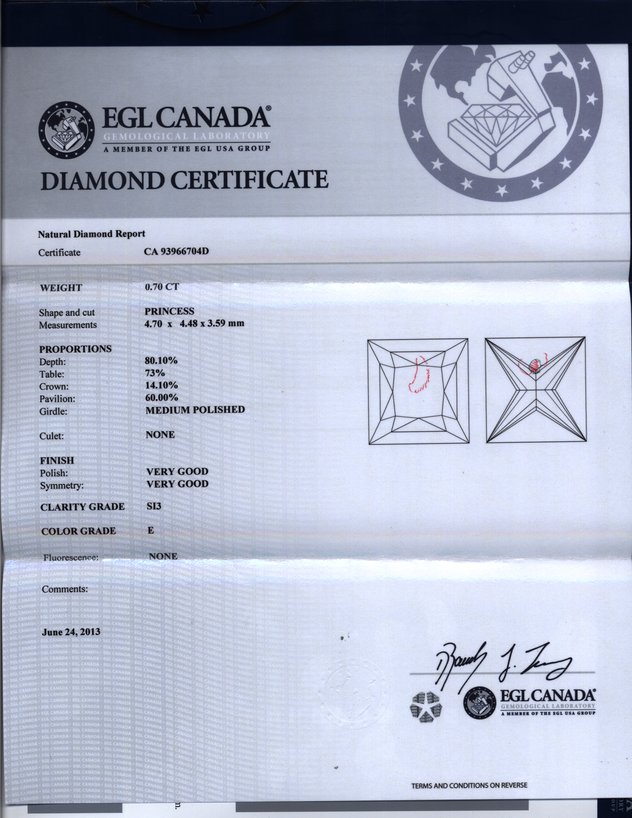 EGL CANADA®
GEMOLOGICAL LABORATORY
A MEMBER OF THE EGL USA GROUP
DIAMOND CERTIFICATE
Natural Diamond Report
Certificate CA 93966704D
WEIGHT 0.70 CT
Shape and cut PRINCESS
Measurements 4.70 x 4.48 x 3.59 mm
PROPORTIONS
Depth: 80.10%
Table: 73%
Crown: 14.10%
Pavilion: 60.00%
Girdle: MEDIUM POLISHED
Culet: NONE
FINISH
Polish: VERY GOOD
Symmetry: VERY GOOD
CLARITY GRADE SI3
COLOR GRADE E
Fluorescence: NONE
Comments:
June 24, 2013
EGL CANADA®
GEMOLOGICAL LABORATORY
A MEMBER OF THE EGL USA GROUP
TERMS AND CONDITIONS ON REVERSE